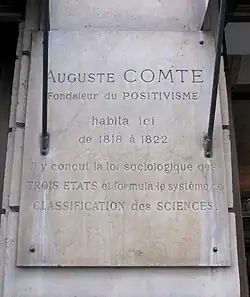 AUGUSTE COMTE
Fondateur du POSITIVISME
habita ici
de 1818 à 1822
Il y conçut la loi sociologique des
TROIS ETATS et formula le système de
CLASSIFICATION des SCIENCES.